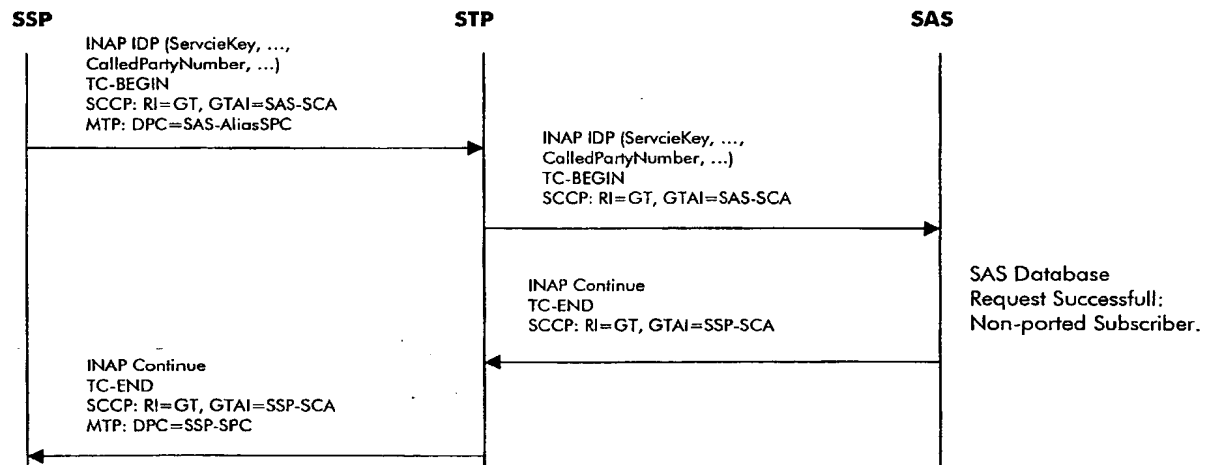 SSP
STP
SAS
INAP IDP (ServcieKey, ...,
CalledPartyNumber, ...)
TC-BEGIN
SCCP: RI=GT, GTAI=SAS-SCA
MTP: DPC=SAS-AliasSPC
INAP IDP (ServcieKey, ...,
CalledPartyNumber, ...)
TC-BEGIN
SCCP: RI=GT, GTAI=SAS-SCA
SAS Database
Request Successfull:
Non-ported Subscriber.
INAP Continue
TC-END
SCCP: RI=GT, GTAI=SSP-SCA
INAP Continue
TC-END
SCCP: RI=GT, GTAI=SSP-SCA
MTP: DPC=SSP-SPC